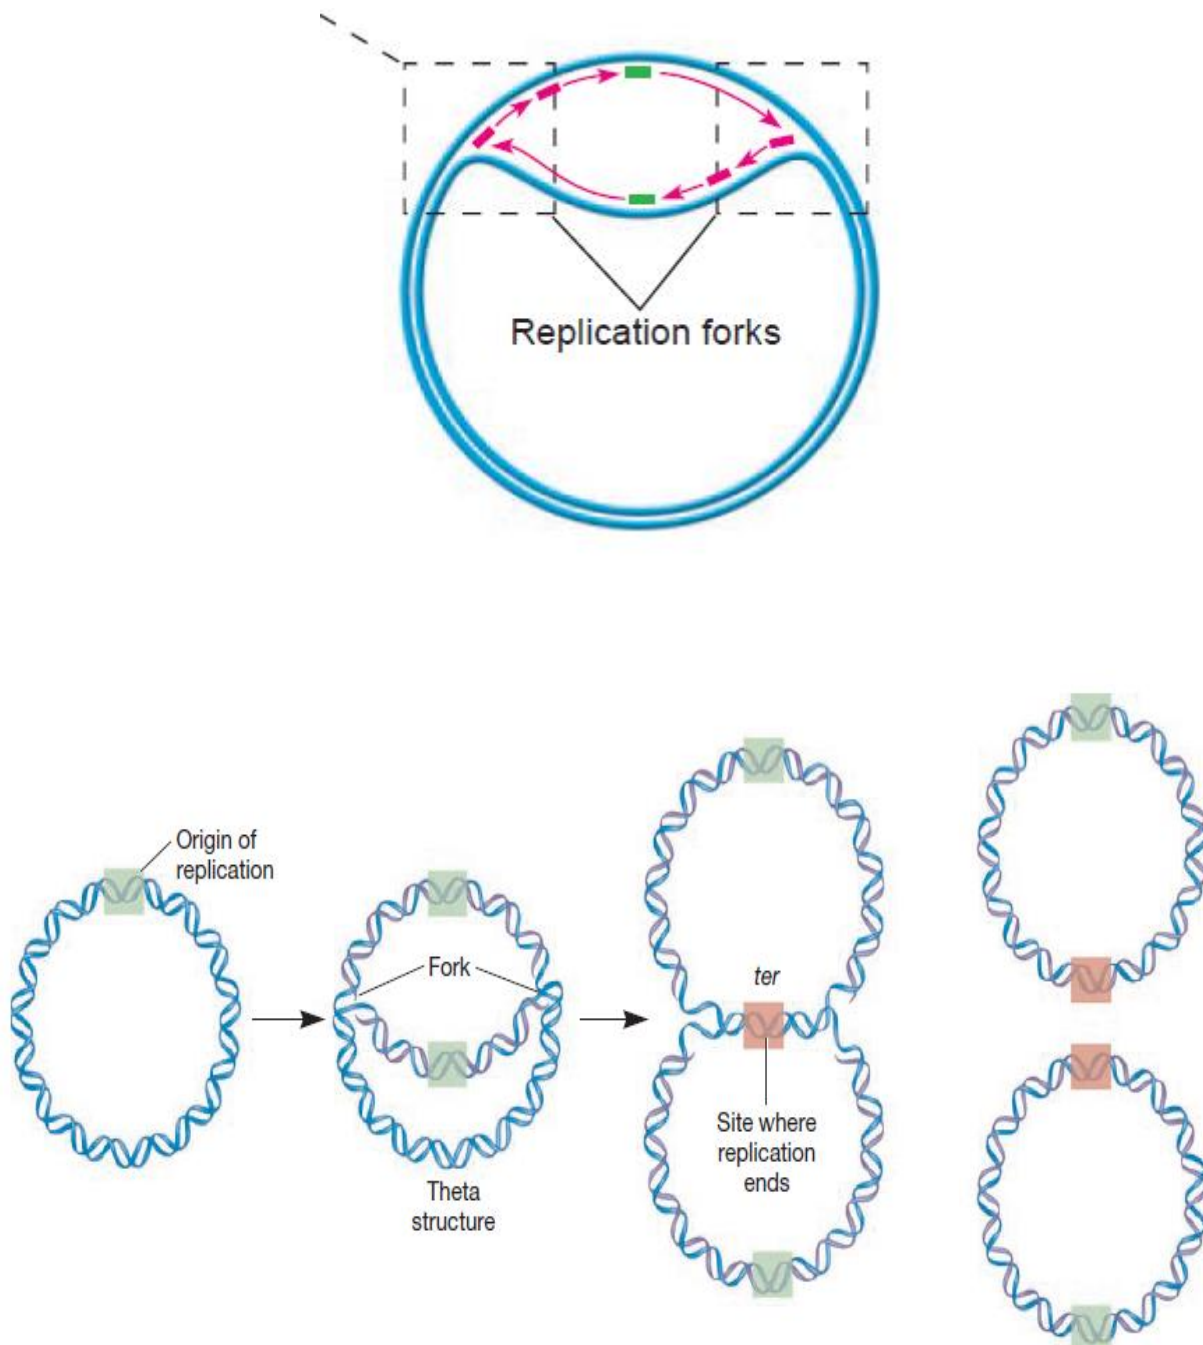 Replication forks
Origin of
replication
Fork
Theta
structure
ter
Site where
replication
ends